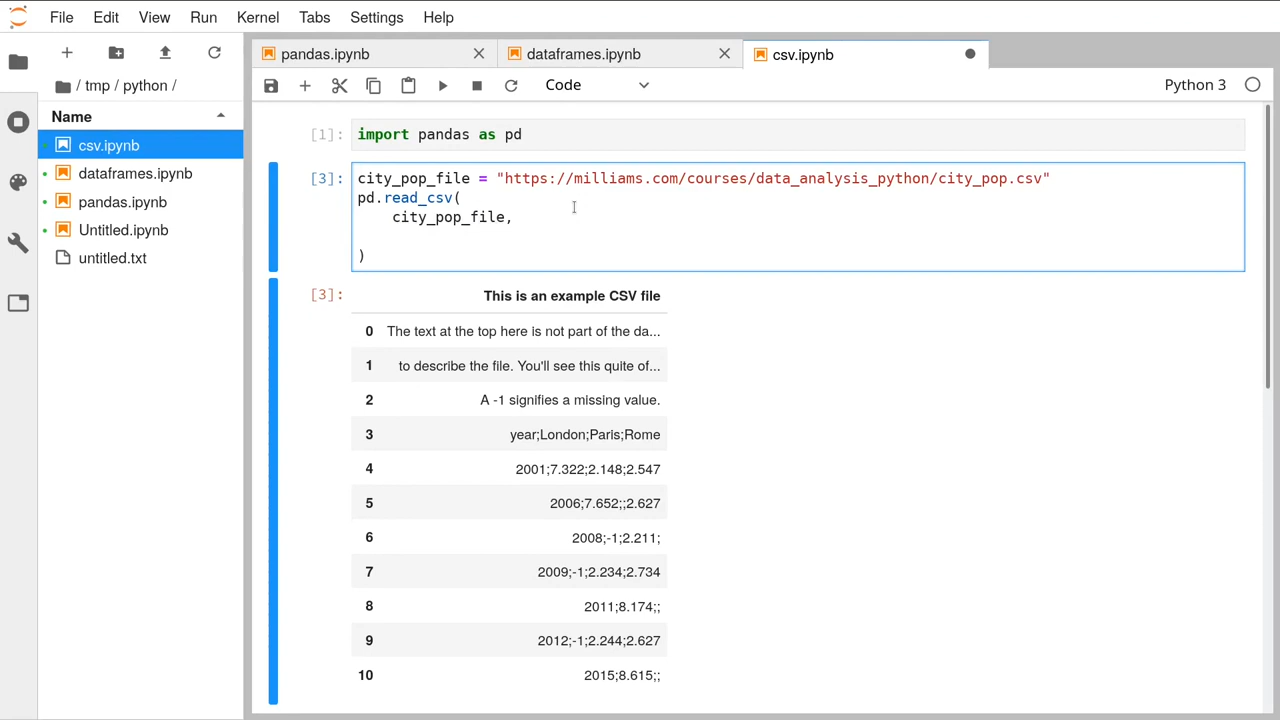 File Edit View Run Kernel Tabs Settings Help
pandas.ipynb
dataframes.ipynb
csv.ipynb
Code
Python 3
/ tmp / python /
Name
csv.ipynb
dataframes.ipynb
pandas.ipynb
Untitled.ipynb
untitled.txt
[1]: import pandas as pd
[3]: city_pop_file = "https://milliams.com/courses/data_analysis_python/city_pop.csv"
pd.read_csv(
    city_pop_file,
)
[3]: This is an example CSV file
0 The text at the top here is not part of the da...
1 to describe the file. You'll see this quite of...
2 A -1 signifies a missing value.
3 year;London;Paris;Rome
4 2001;7.322;2.148;2.547
5 2006;7.652;;2.627
6 2008;-1;2.211;
7 2009;-1;2.234;2.734
8 2011;8.174;;
9 2012;-1;2.244;2.627
10 2015;8.615;;